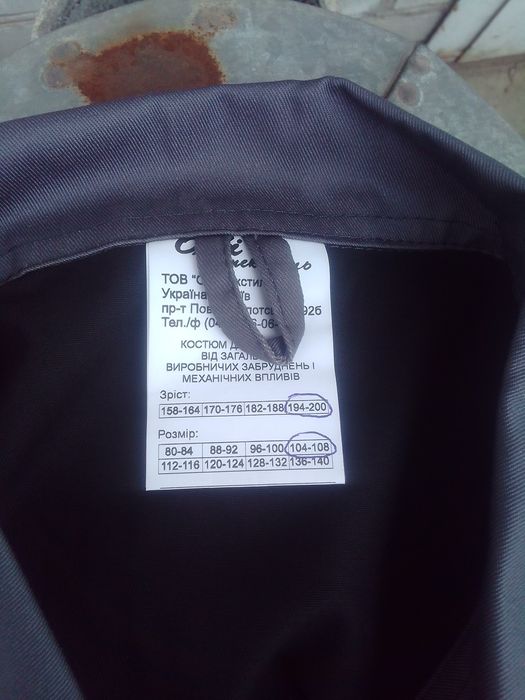 ТОВ
Україна
пр-т 92б
Тел./ф
КОСТЮМ
ВІД
ВИРОБНИЧИХ ЗАБРУДНЕНЬ І
МЕХАНІЧНИХ ВПЛИВІВ
Зріст:
158-164 170-176 182-188 194-200
Розмір:
80-84 88-92 96-100 104-108
112-116 120-124 128-132 136-140